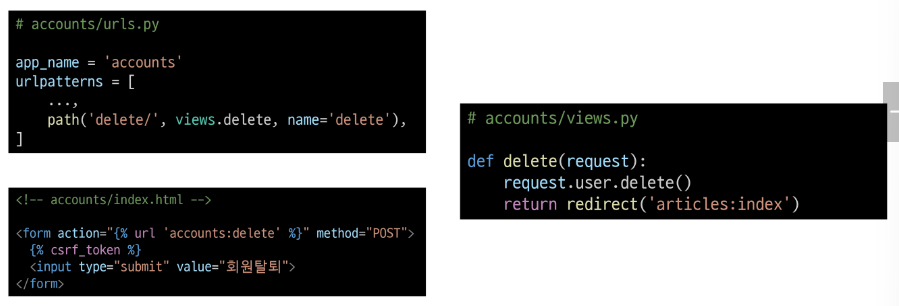 # accounts/urls.py
app_name = 'accounts'
urlpatterns = [
    ...,
    path('delete/', views.delete, name='delete'),
]
<!-- accounts/index.html -->
<form action="{% url 'accounts:delete' %}" method="POST">
  {% csrf_token %}
  <input type="submit" value="회원탈퇴">
</form>
# accounts/views.py
def delete(request):
    request.user.delete()
    return redirect('articles:index')